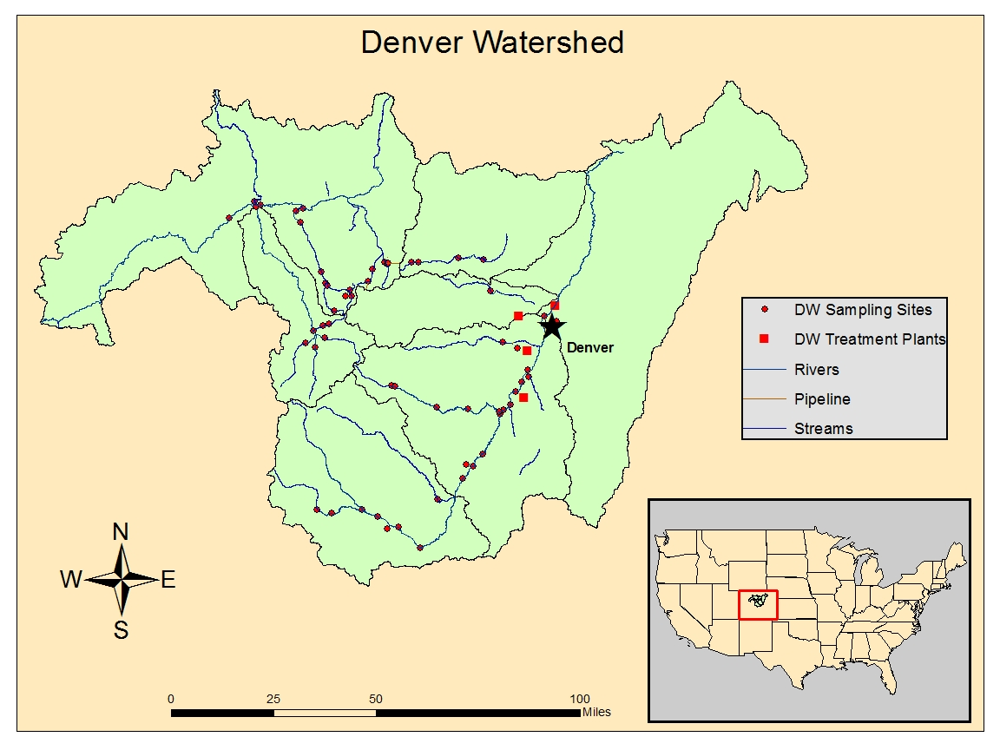 Denver Watershed
Denver
DW Sampling Sites
DW Treatment Plants
Rivers
Pipeline
Streams
N
W E
S
0 25 50 100
Miles